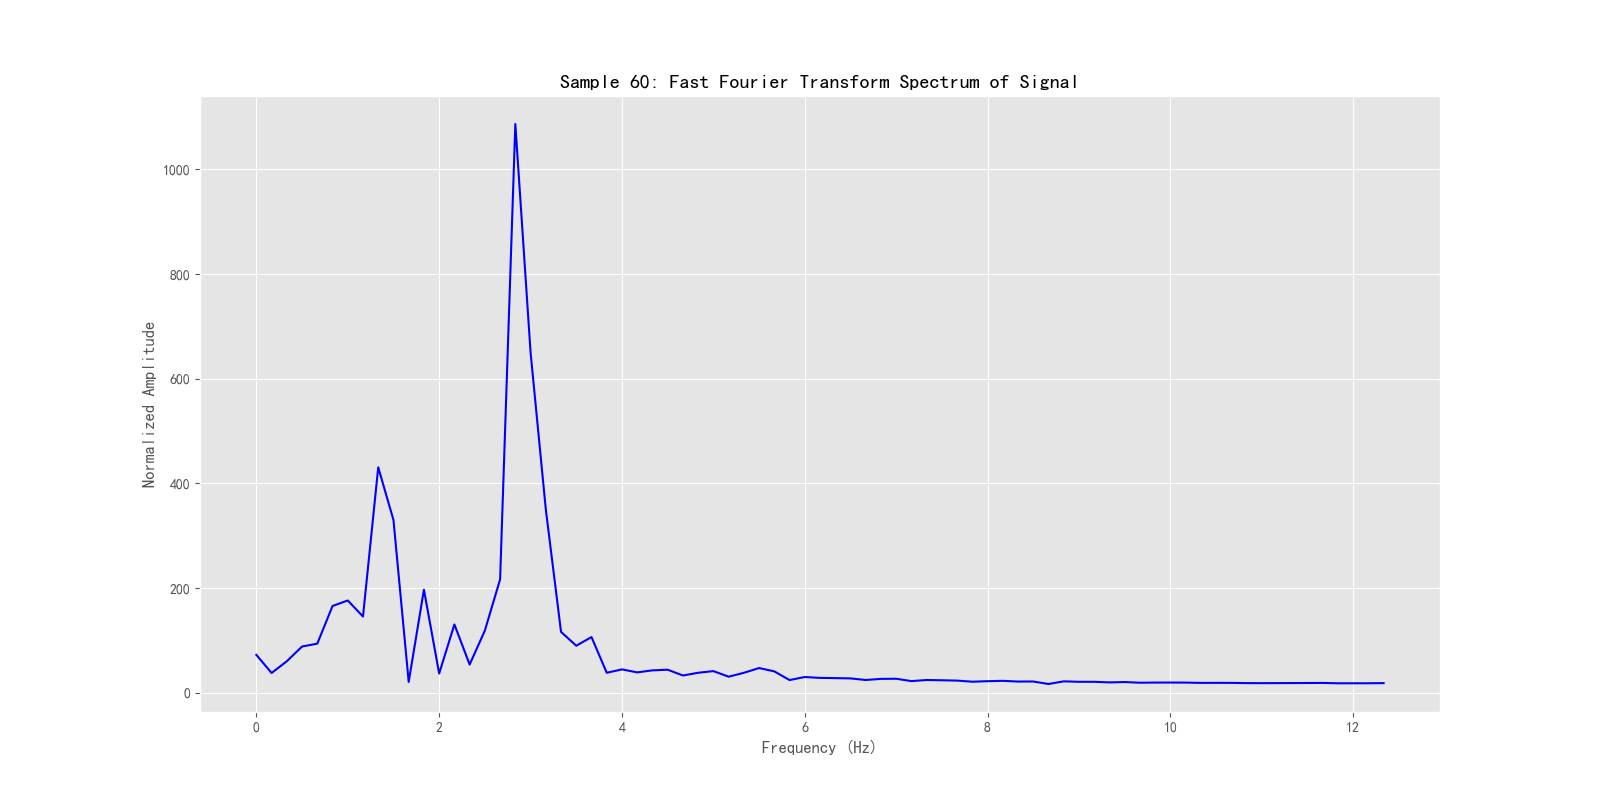 Sample 60: Fast Fourier Transform Spectrum of Signal
1000
800
600
400
200
0
Normalized Amplitude
0 2 4 6 8 10 12
Frequency (Hz)